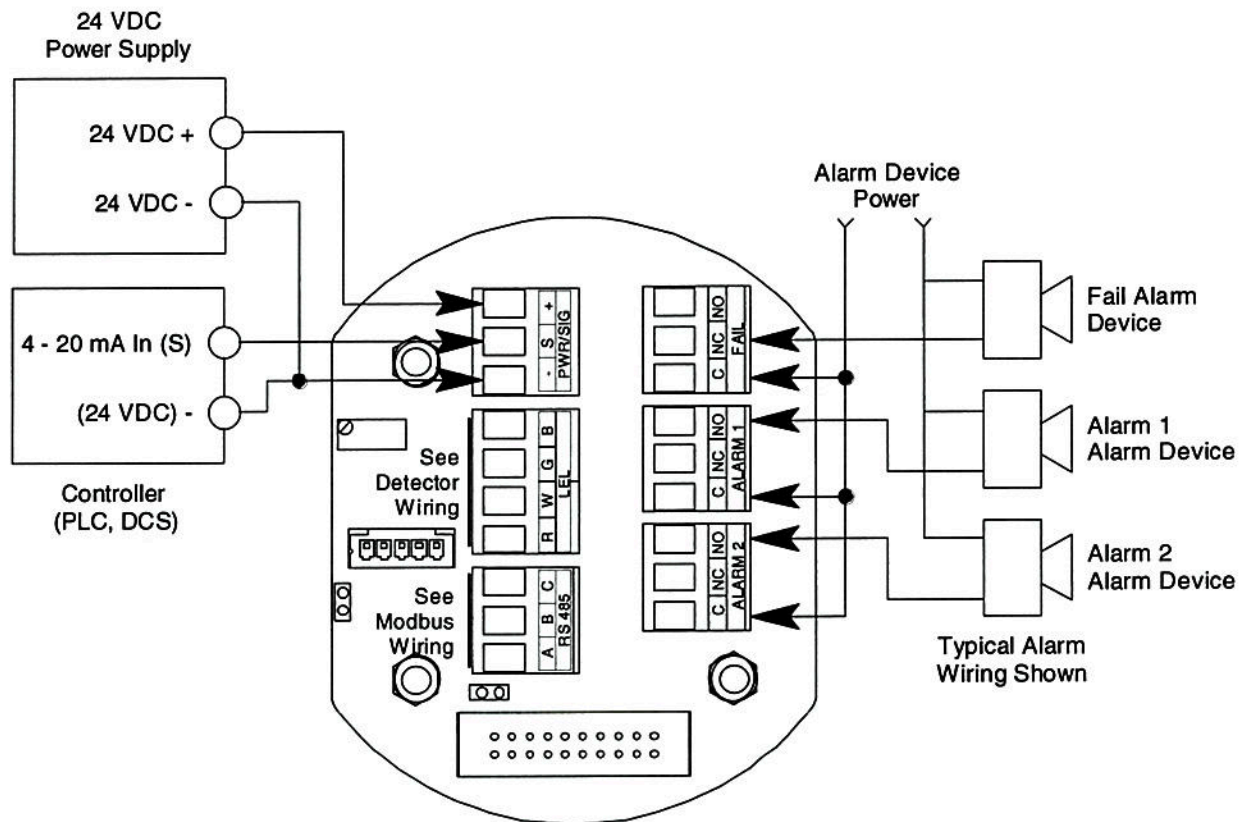 24 VDC
Power Supply
24 VDC +
24 VDC -
4 - 20 mA In (S)
(24 VDC) -
Controller
(PLC, DCS)
+
S
-
PWR/SIG
See
Detector
Wiring
B
G
W
R
LEL
See
Modbus
Wiring
C
B
A
RS 485
Alarm Device
Power
NO
NC
C
FAIL
NO
NC
C
ALARM 1
NO
NC
C
ALARM 2
Fail Alarm
Device
Alarm 1
Alarm Device
Alarm 2
Alarm Device
Typical Alarm
Wiring Shown